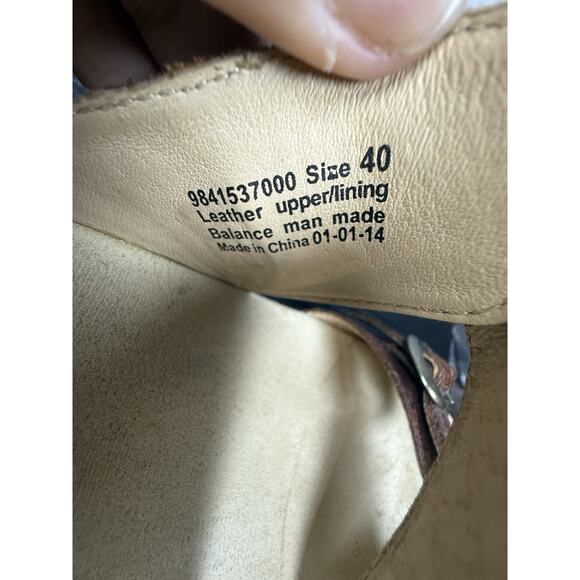 9841537000 Size 40
Leather upper/lining
Balance man made
Made in China 01-01-14